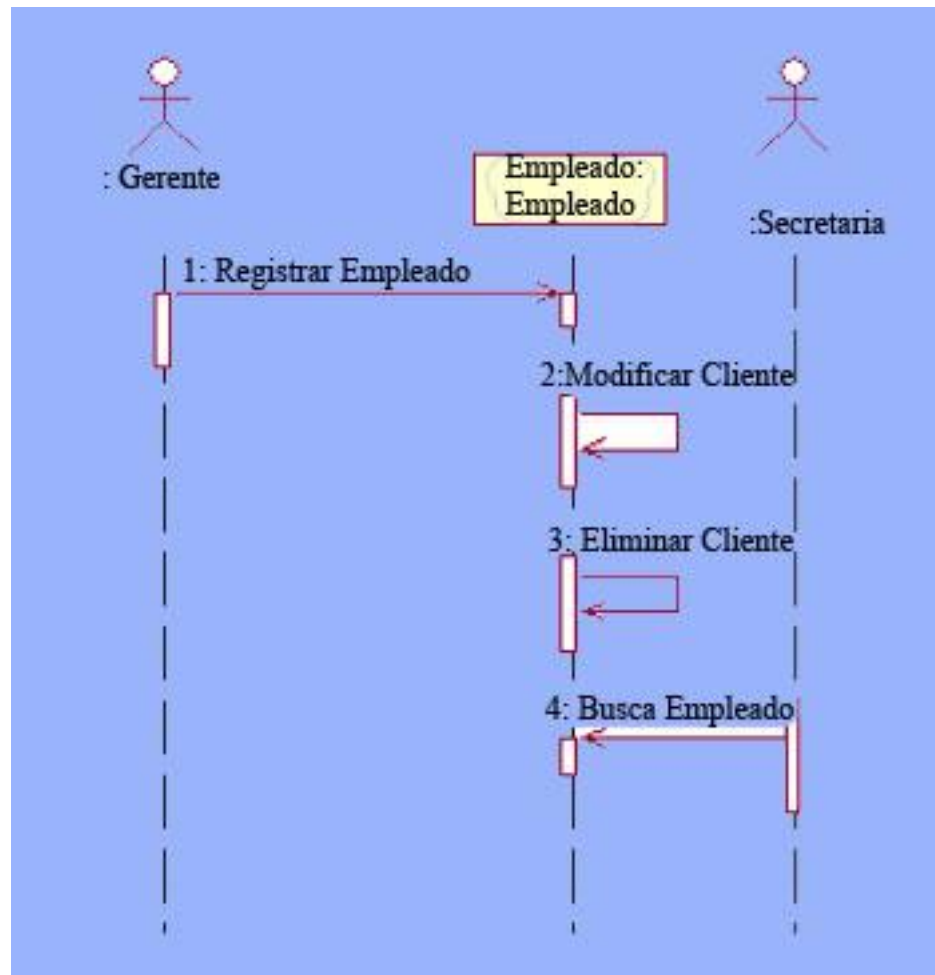 : Gerente
Empleado:
Empleado
:Secretaria
1: Registrar Empleado
2:Modificar Cliente
3: Eliminar Cliente
4: Busca Empleado